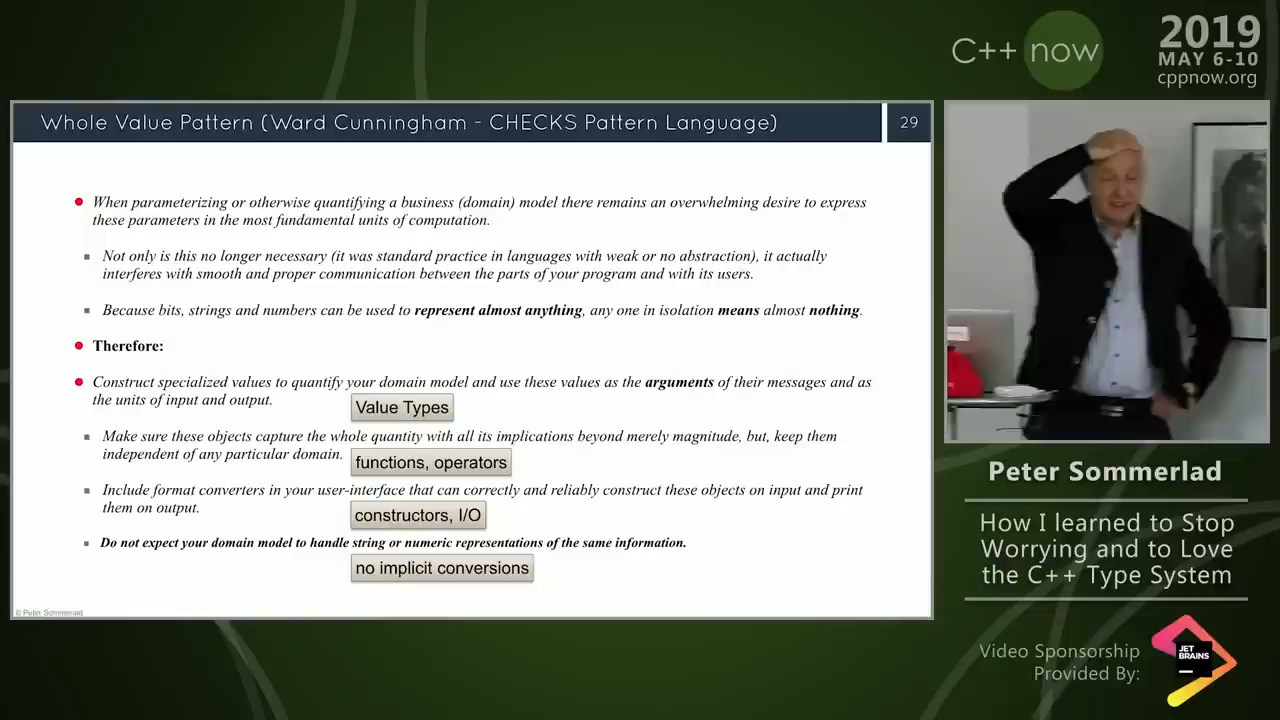 C++ now
2019
MAY 6-10
cppnow.org
Whole Value Pattern (Ward Cunningham - CHECKS Pattern Language)
29
When parameterizing or otherwise quantifying a business (domain) model there remains an overwhelming desire to express
these parameters in the most fundamental units of computation.
Not only is this no longer necessary (it was standard practice in languages with weak or no abstraction), it actually
interferes with smooth and proper communication between the parts of your program and with its users.
Because bits, strings and numbers can be used to represent almost anything, any one in isolation means almost nothing.
Therefore:
Construct specialized values to quantify your domain model and use these values as the arguments of their messages and as
the units of input and output.
Value Types
Make sure these objects capture the whole quantity with all its implications beyond merely magnitude, but, keep them
independent of any particular domain.
functions, operators
Include format converters in your user-interface that can correctly and reliably construct these objects on input and print
them on output.
constructors, I/O
Do not expect your domain model to handle string or numeric representations of the same information.
no implicit conversions
© Peter Sommerlad
Peter Sommerlad
How I learned to Stop
Worrying and to Love
the C++ Type System
Video Sponsorship
Provided By:
JET
BRAINS